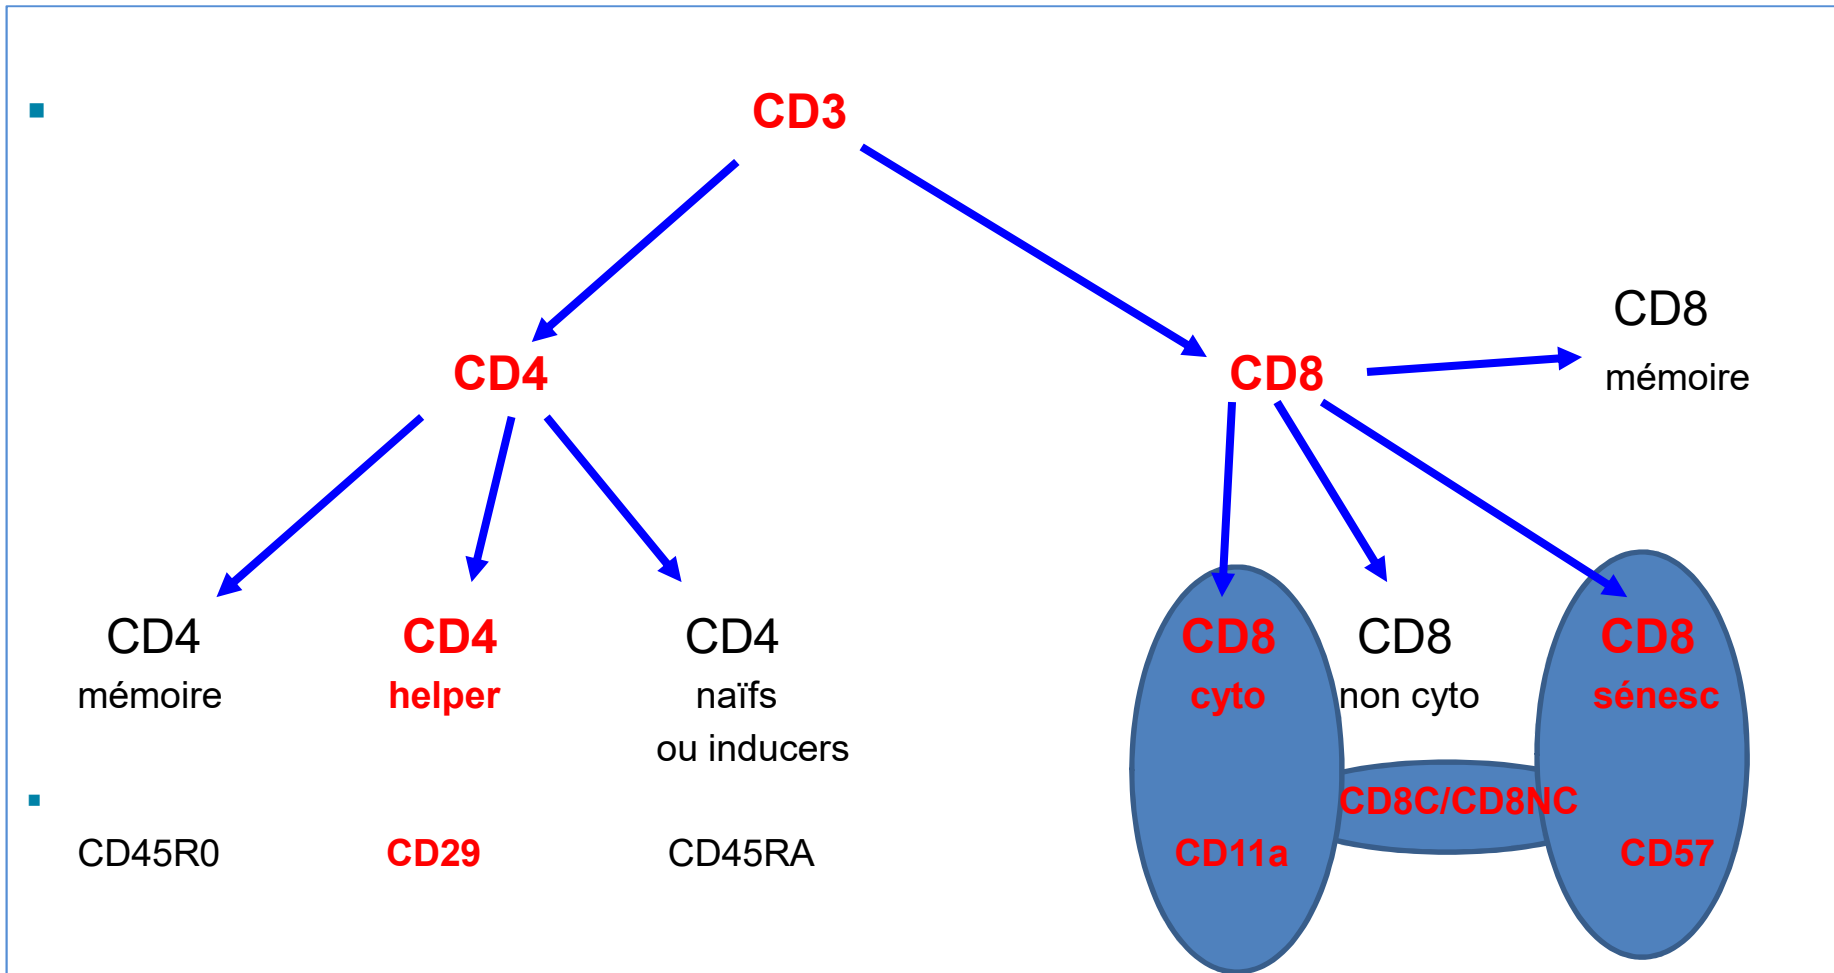 CD3
CD8
mémoire
CD4
CD8
CD4
CD4
CD4
CD8
CD8
CD8
mémoire
helper
naïfs
cyto
non cyto
sénesc
ou inducers
CD8C/CD8NC
CD45R0
CD29
CD45RA
CD11a
CD57